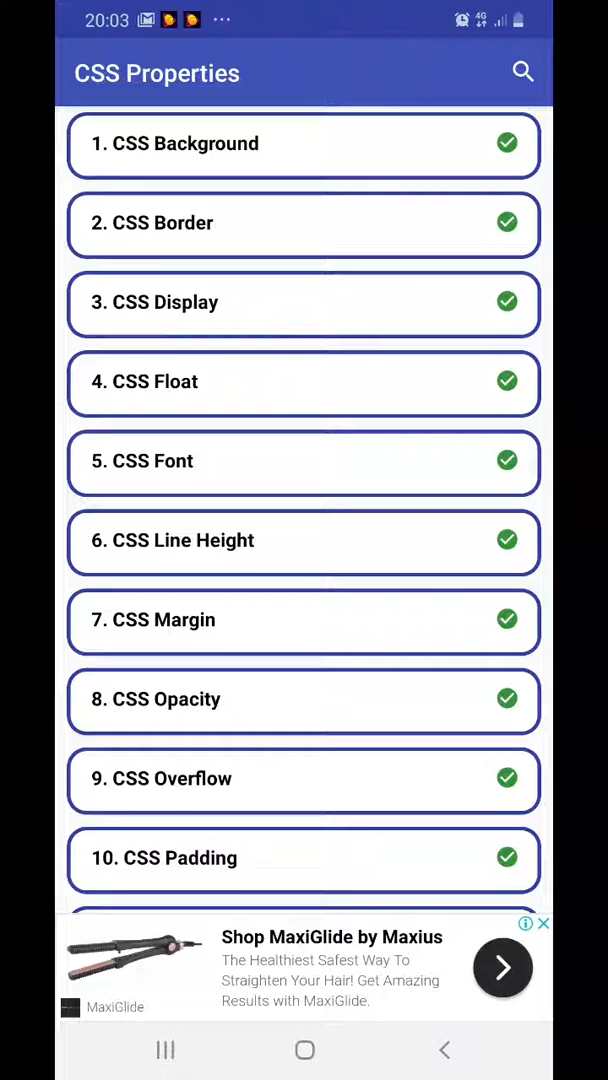 20:03
4G
CSS Properties
1. CSS Background
2. CSS Border
3. CSS Display
4. CSS Float
5. CSS Font
6. CSS Line Height
7. CSS Margin
8. CSS Opacity
9. CSS Overflow
10. CSS Padding
Shop MaxiGlide by Maxius
The Healthiest Safest Way To
Straighten Your Hair! Get Amazing
Results with MaxiGlide.
MaxiGlide